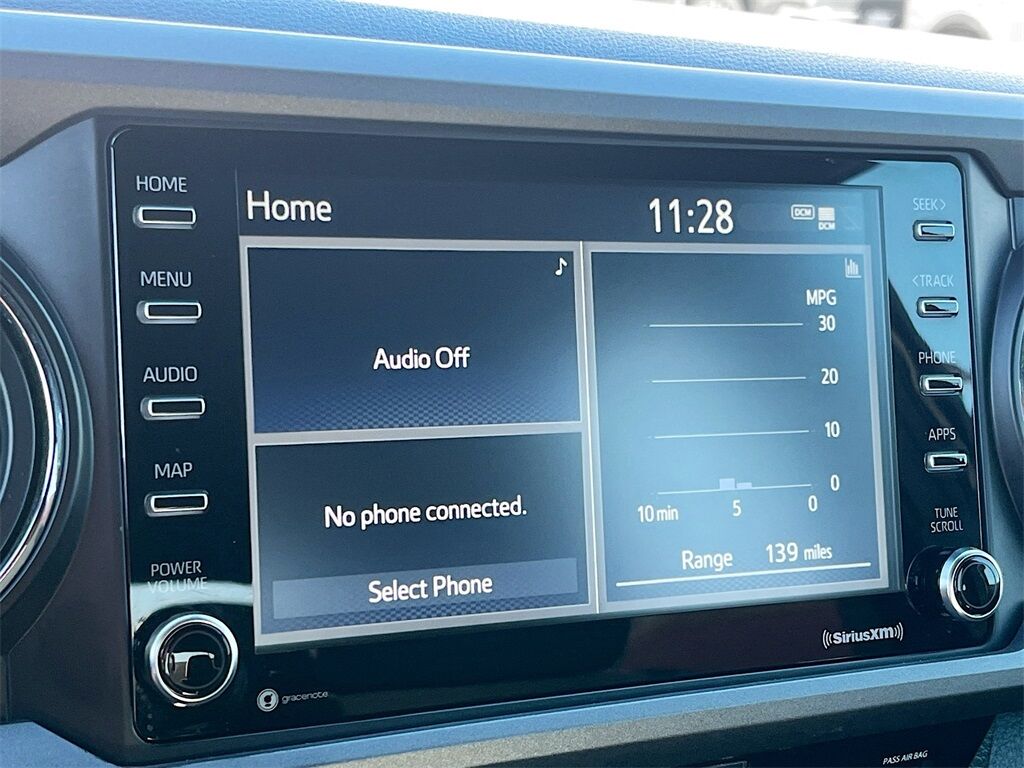 HOME
MENU
AUDIO
MAP
POWER
VOLUME
Home
11:28
DCM
DCM
Audio Off
No phone connected.
Select Phone
MPG
30
20
10
0
10 min 5 0
Range 139 miles
SEEK>
<TRACK
PHONE
APPS
TUNE
SCROLL
gracenote
((SiriusXM))
PASS AIR BAG